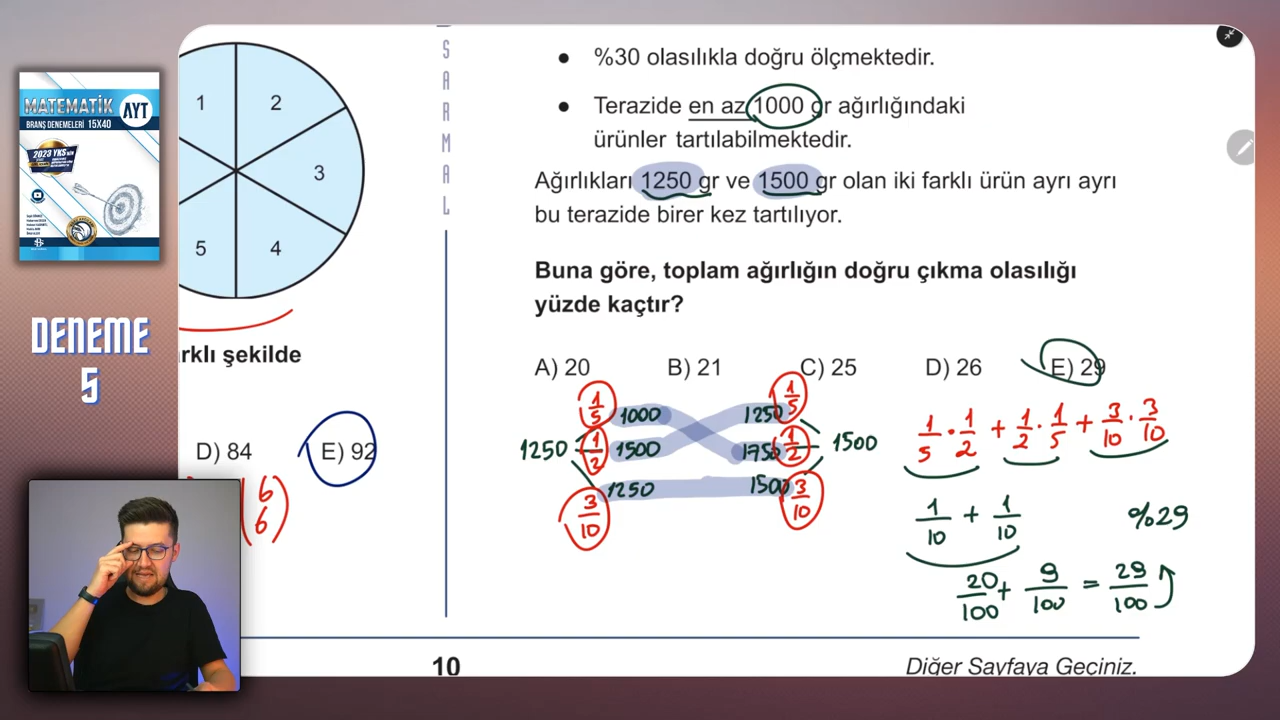 MATEMATİK
AYT
BRANŞ DENEMELERİ 15X40
2023 YKS'NİN
DENEME
5
1
2
3
4
5
rklı şekilde
D) 84
E) 92
6
6
S
A
R
M
A
L
%30 olasılıkla doğru ölçmektedir.
Terazide en az 1000 gr ağırlığındaki
ürünler tartılabilmektedir.
Ağırlıkları 1250 gr ve 1500 gr olan iki farklı ürün ayrı ayrı
bu terazide birer kez tartılıyor.
Buna göre, toplam ağırlığın doğru çıkma olasılığı
yüzde kaçtır?
A) 20 B) 21 C) 25 D) 26 E) 29
1/5 1000 1250 1/5
1250 1/2 1500 1750 1/2 1500
3/10 1250 1500 3/10
1/5 · 1/2 + 1/2 · 1/5 + 3/10 · 3/10
1/10 + 1/10 %29
20/100 + 9/100 = 29/100
10
Diğer Sayfaya Geçiniz.